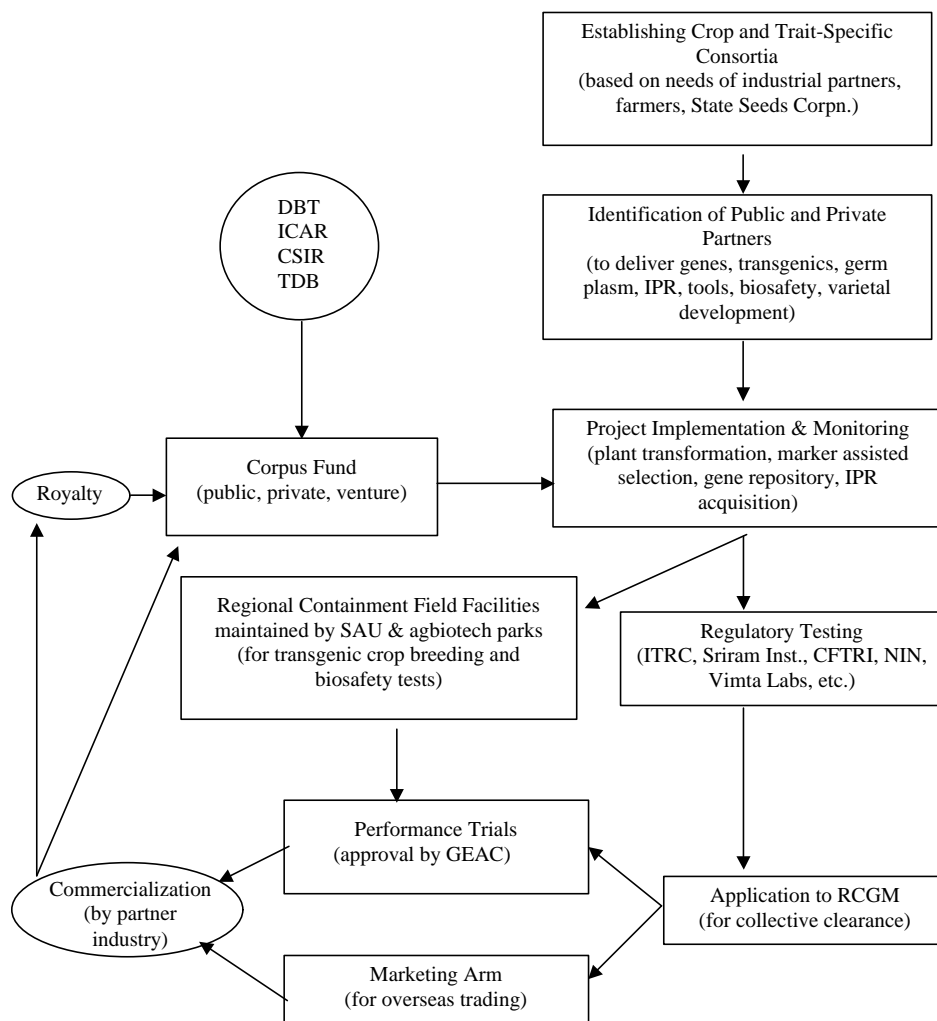 Establishing Crop and Trait-Specific
Consortia
(based on needs of industrial partners,
farmers, State Seeds Corpn.)
DBT
ICAR
CSIR
TDB
Identification of Public and Private
Partners
(to deliver genes, transgenics, germ
plasm, IPR, tools, biosafety, varietal
development)
Project Implementation & Monitoring
(plant transformation, marker assisted
selection, gene repository, IPR
acquisition)
Corpus Fund
(public, private, venture)
Royalty
Regional Containment Field Facilities
maintained by SAU & agbiotech parks
(for transgenic crop breeding and
biosafety tests)
Regulatory Testing
(ITRC, Sriram Inst., CFTRI, NIN,
Vimta Labs, etc.)
Performance Trials
(approval by GEAC)
Commercialization
(by partner
industry)
Application to RCGM
(for collective clearance)
Marketing Arm
(for overseas trading)